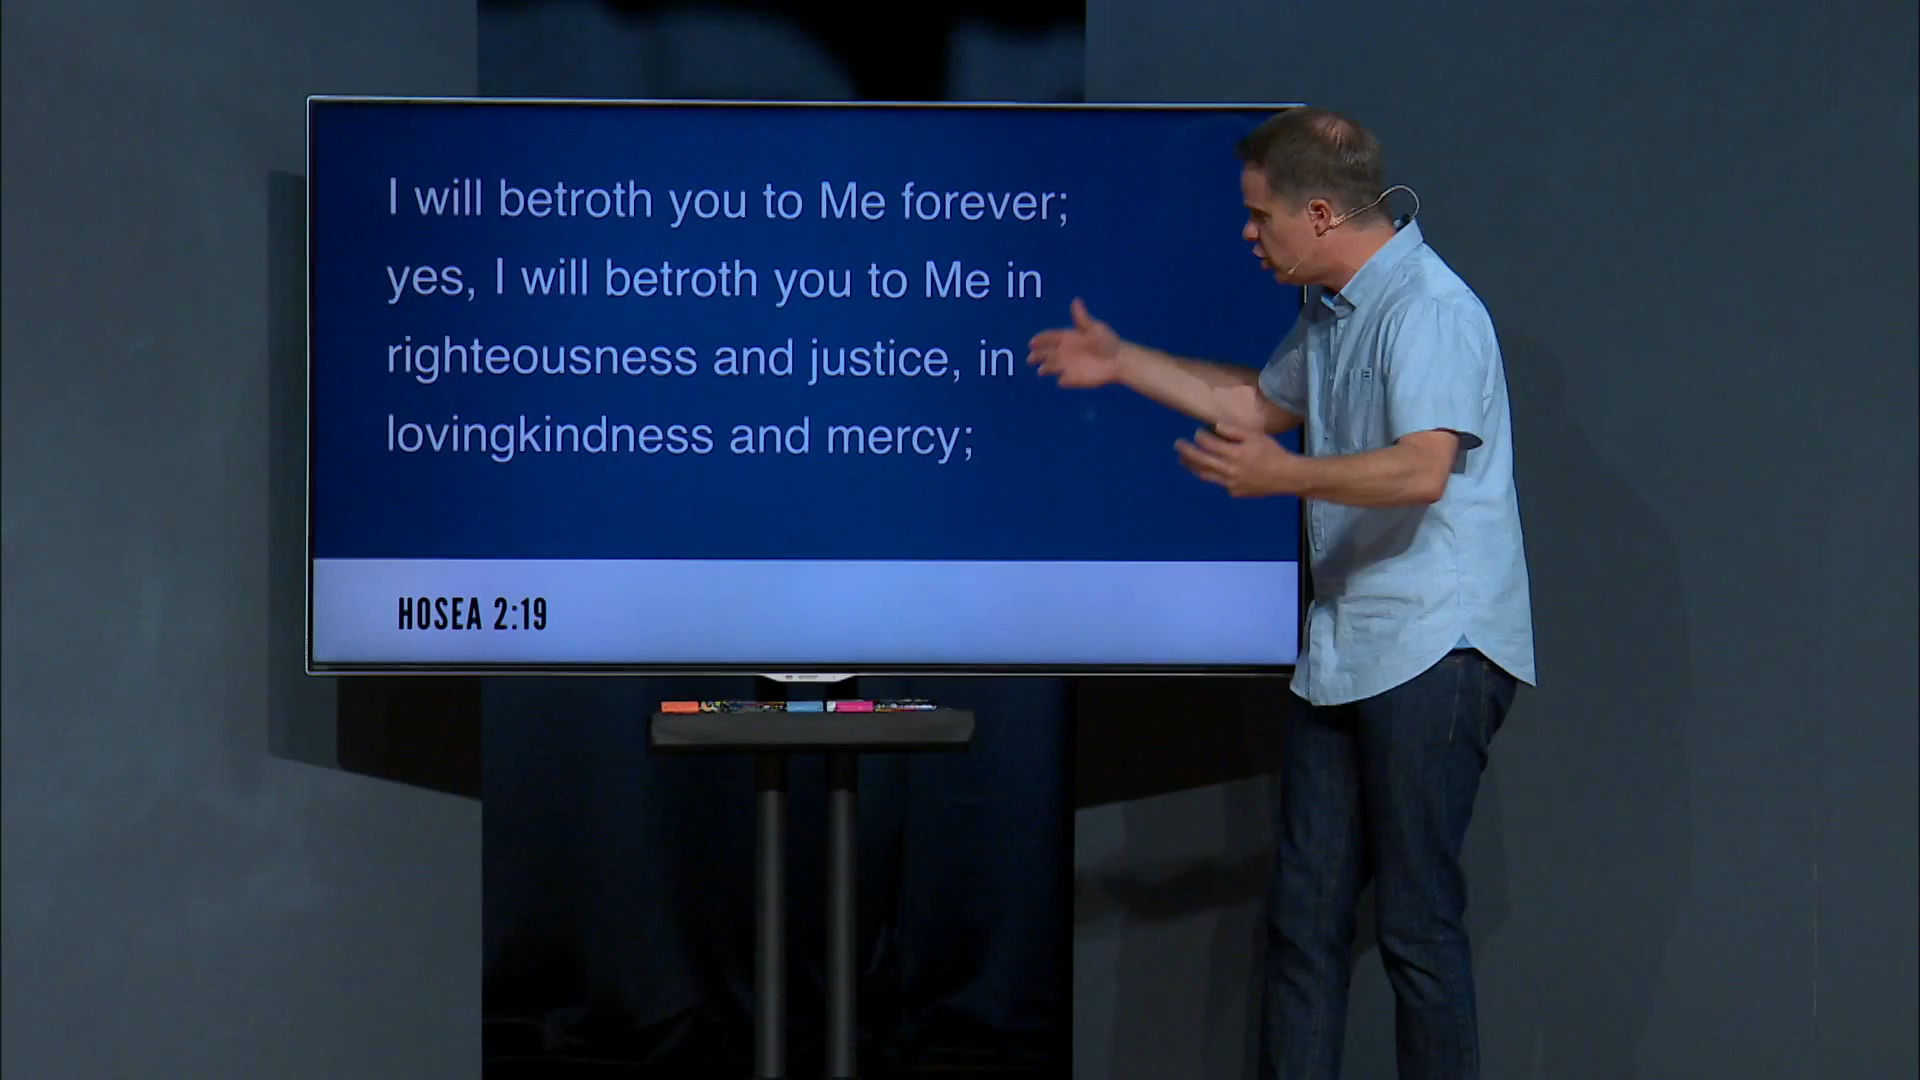 I will betroth you to Me forever;
yes, I will betroth you to Me in
righteousness and justice, in
lovingkindness and mercy;
HOSEA 2:19